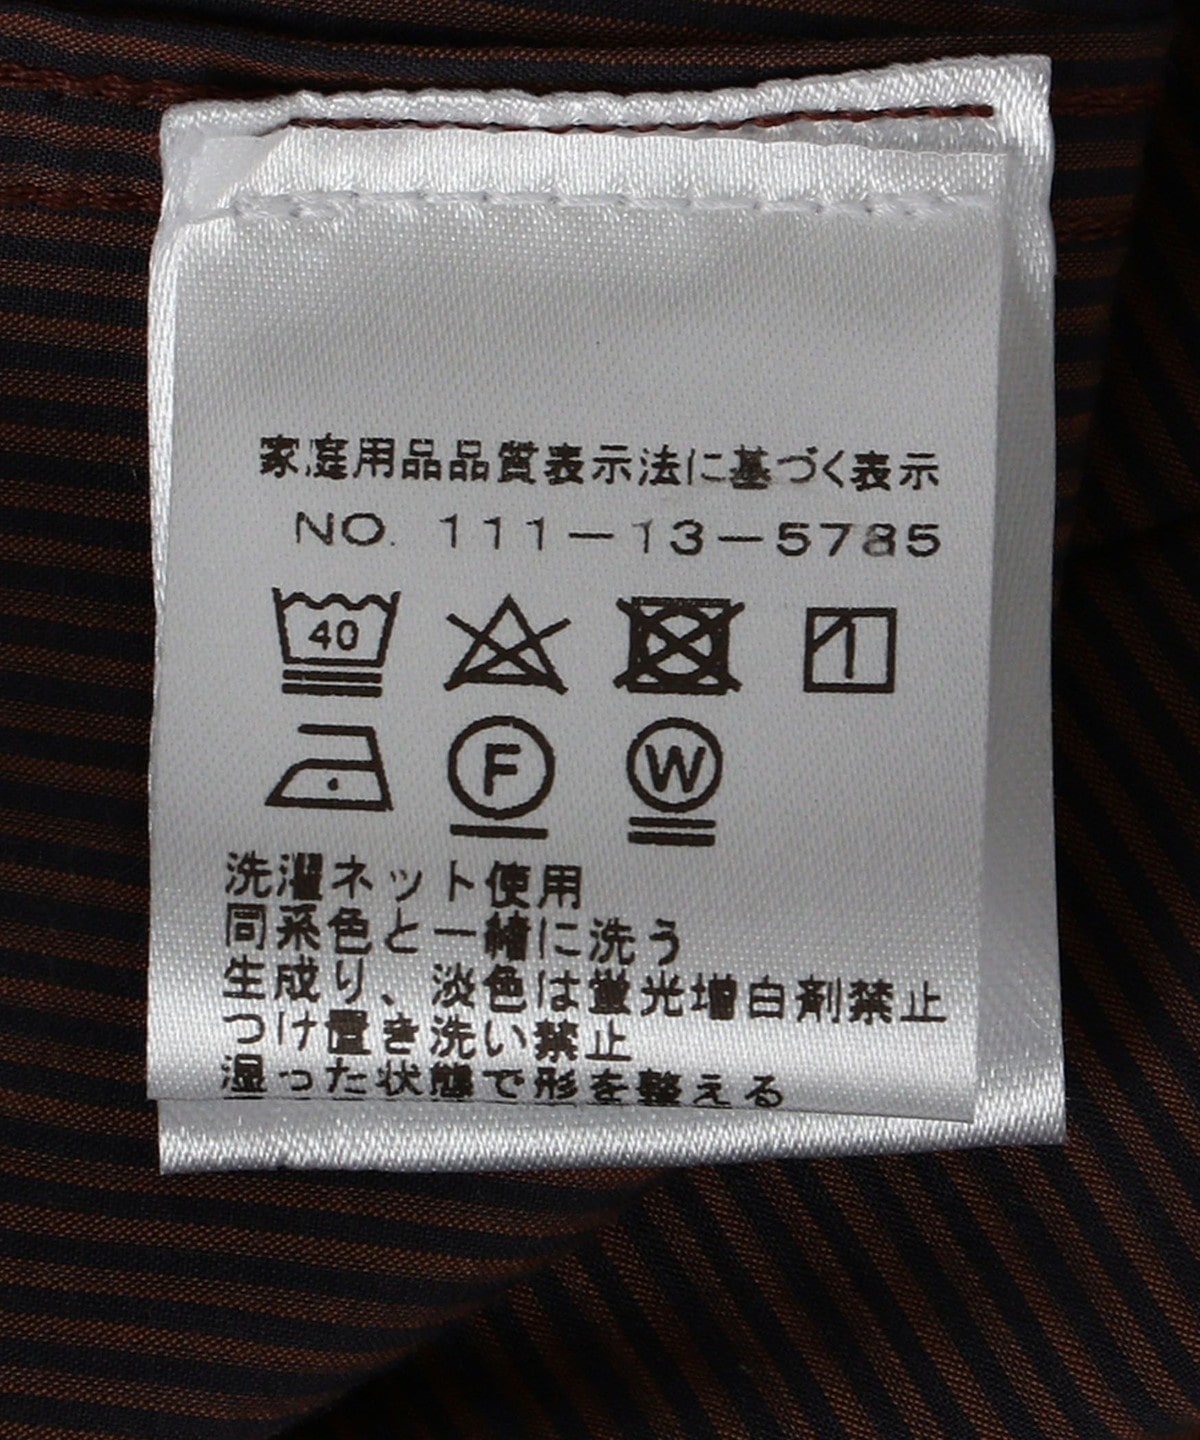 家庭用品品質表示法に基づく表示
NO. 111-13-5785
40
F W
洗濯ネット使用
同系色と一緒に洗う
生成り、淡色は蛍光増白剤禁止
つけ置き洗い禁止
湿った状態で形を整える